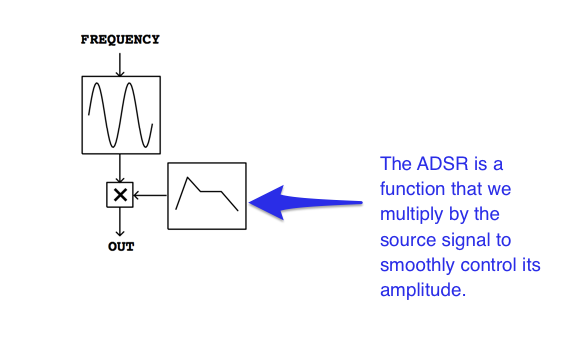 FREQUENCY
OUT
The ADSR is a
function that we
multiply by the
source signal to
smoothly control its
amplitude.